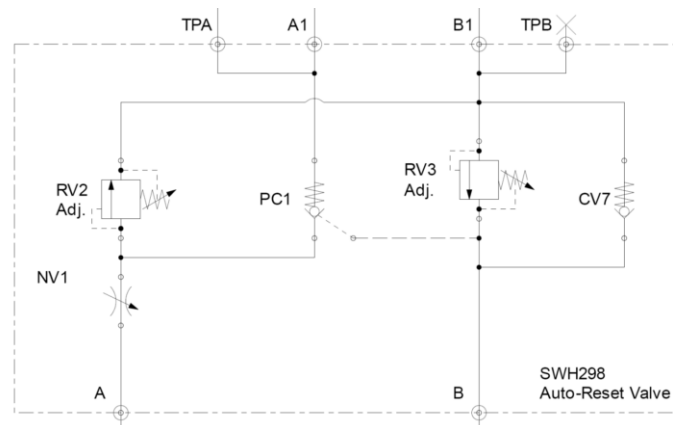 TPA
A1
B1
TPB
RV2
Adj.
PC1
RV3
Adj.
CV7
NV1
A
B
SWH298
Auto-Reset Valve